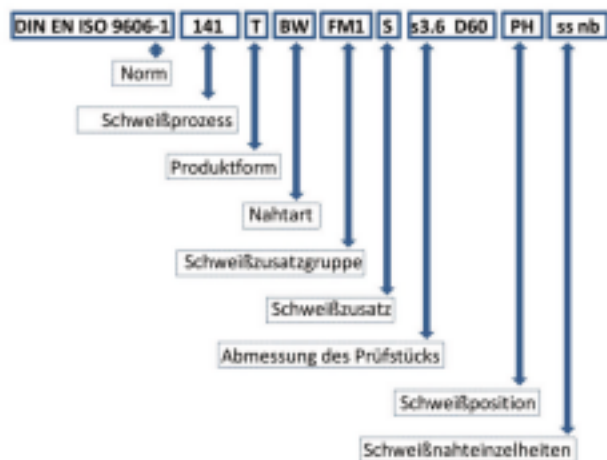 DIN EN ISO 9606-1 141 T BW FM1 S s3.6 D60 PH ss nb
Norm
Schweißprozess
Produktform
Nahtart
Schweißzusatzgruppe
Schweißzusatz
Abmessung des Prüfstücks
Schweißposition
Schweißnahteinzelheiten